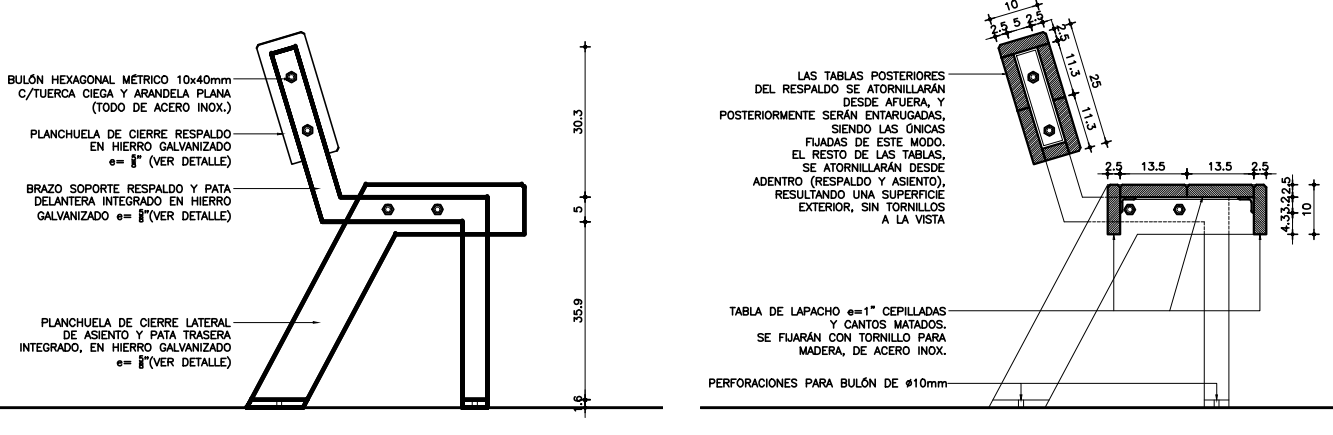 BULÓN HEXAGONAL MÉTRICO 10x40mm
C/TUERCA CIEGA Y ARANDELA PLANA
(TODO DE ACERO INOX.)
PLANCHUELA DE CIERRE RESPALDO
EN HIERRO GALVANIZADO
e= " (VER DETALLE)
BRAZO SOPORTE RESPALDO Y PATA
DELANTERA INTEGRADO EN HIERRO
GALVANIZADO e= "(VER DETALLE)
PLANCHUELA DE CIERRE LATERAL
DE ASIENTO Y PATA TRASERA
INTEGRADO, EN HIERRO GALVANIZADO
e= "(VER DETALLE)
30.3
5
35.9
1.6
10
2.5 5 2.5
2.5
11.3
25
11.3
LAS TABLAS POSTERIORES
DEL RESPALDO SE ATORNILLARÁN
DESDE AFUERA, Y
POSTERIORMENTE SERÁN ENTARUGADAS,
SIENDO LAS ÚNICAS
FIJADAS DE ESTE MODO.
EL RESTO DE LAS TABLAS,
SE ATORNILLARÁN DESDE
ADENTRO (RESPALDO Y ASIENTO),
RESULTANDO UNA SUPERFICIE
EXTERIOR, SIN TORNILLOS
A LA VISTA
2.5 13.5 13.5 2.5
4.3 3.2 2.5
10
TABLA DE LAPACHO e=1" CEPILLADAS
Y CANTOS MATADOS.
SE FIJARÁN CON TORNILLO PARA
MADERA, DE ACERO INOX.
PERFORACIONES PARA BULÓN DE ø10mm